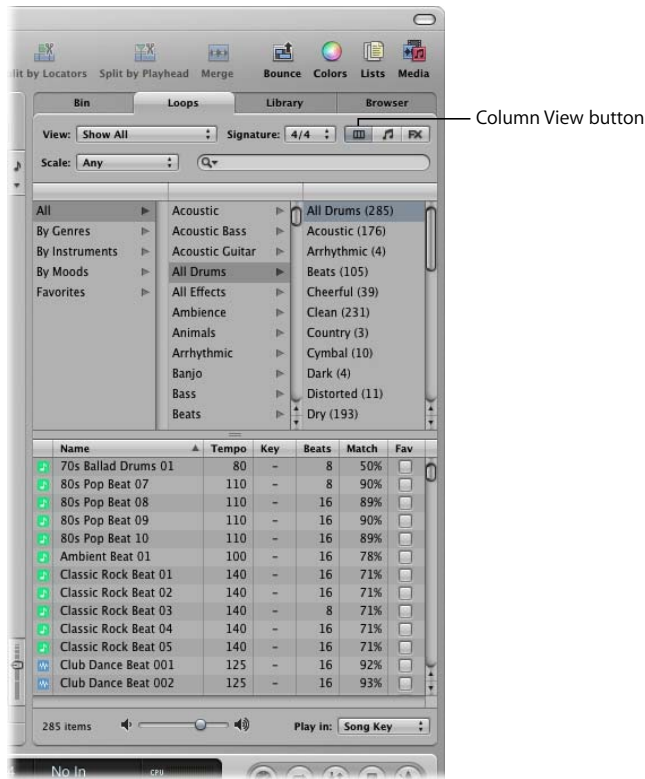 by Locators Split by Playhead Merge Bounce Colors Lists Media
Bin Loops Library Browser
View: Show All Signature: 4/4 FX
Column View button
Scale: Any
All Acoustic All Drums (285)
By Genres Acoustic Bass Acoustic (176)
By Instruments Acoustic Guitar Arrhythmic (4)
By Moods All Drums Beats (105)
Favorites All Effects Cheerful (39)
Ambience Clean (231)
Animals Country (3)
Arrhythmic Cymbal (10)
Banjo Dark (4)
Bass Distorted (11)
Beats Dry (193)
Name Tempo Key Beats Match Fav
70s Ballad Drums 01 80 – 8 50%
80s Pop Beat 07 110 – 8 90%
80s Pop Beat 08 110 – 16 89%
80s Pop Beat 09 110 – 16 90%
80s Pop Beat 10 110 – 16 89%
Ambient Beat 01 100 – 16 78%
Classic Rock Beat 01 140 – 16 71%
Classic Rock Beat 02 140 – 16 71%
Classic Rock Beat 03 140 – 8 71%
Classic Rock Beat 04 140 – 16 71%
Classic Rock Beat 05 140 – 16 71%
Club Dance Beat 001 125 – 16 92%
Club Dance Beat 002 125 – 16 93%
285 items Play in: Song Key
No In CPU